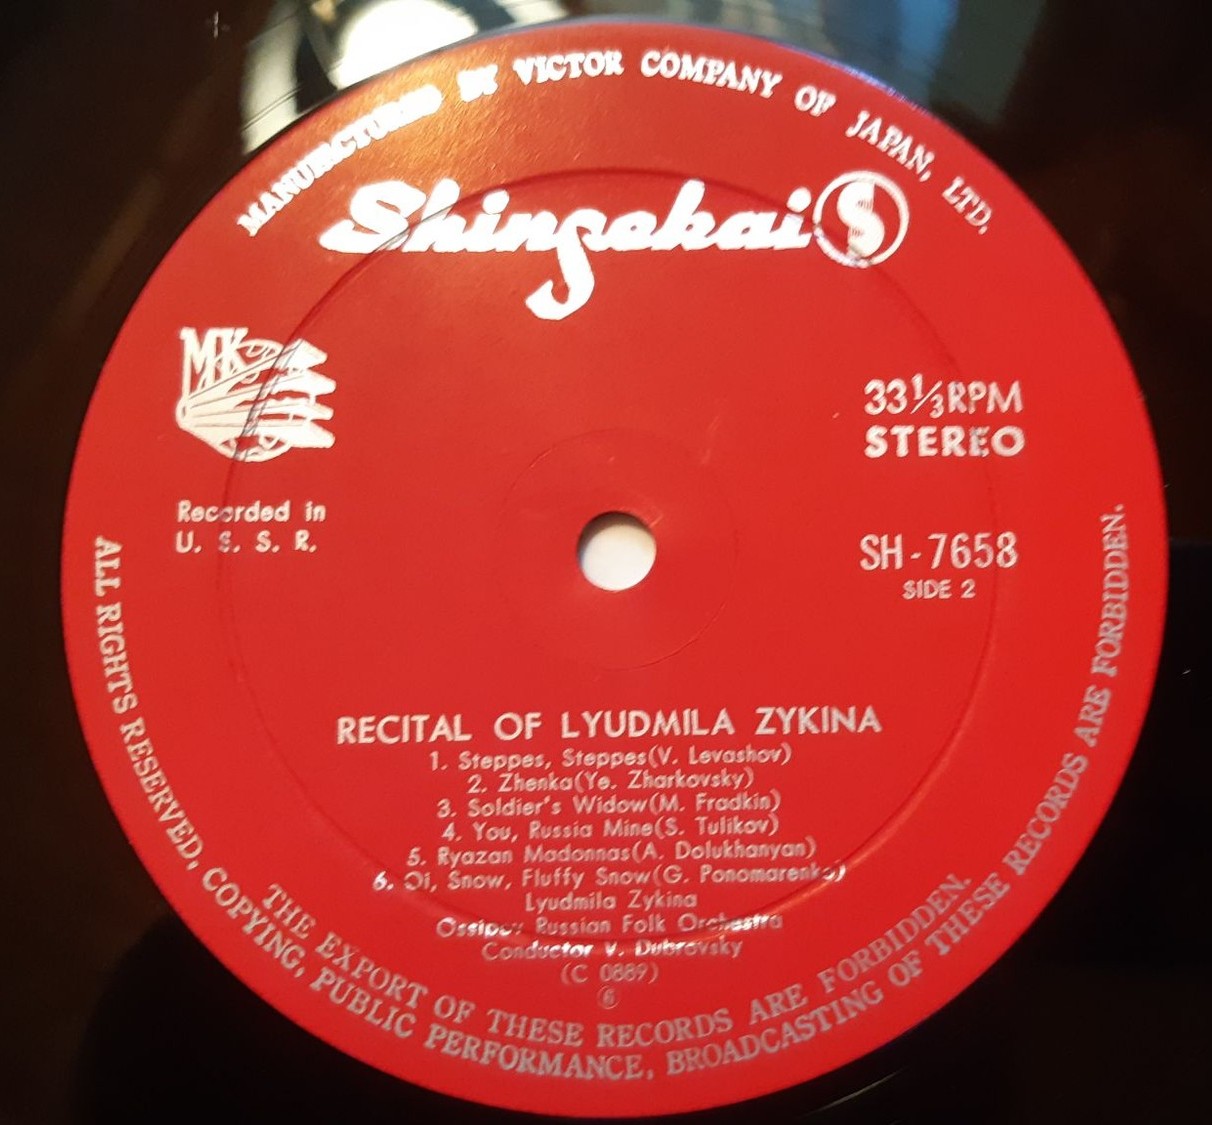 MANUFACTURED BY VICTOR COMPANY OF JAPAN, LTD.
Shinsekai S
MK
33⅓RPM
STEREO
Recorded in
U. S. S. R.
SH-7658
SIDE 2
RECITAL OF LYUDMILA ZYKINA
1. Steppes, Steppes(V. Levashov)
2. Zhenka(Ye. Zharkovsky)
3. Soldier's Widow(M. Fradkin)
4. You, Russia Mine(S. Tulikov)
5. Ryazan Madonnas(A. Dolukhanyan)
6. Oi, Snow, Fluffy Snow(G. Ponomarenko)
Lyudmila Zykina
Ossipov Russian Folk Orchestra
Conductor V. Dubrovsky
(C 0889)
⑥
THE EXPORT OF THESE RECORDS ARE FORBIDDEN.
ALL RIGHTS RESERVED, COPYING, PUBLIC PERFORMANCE, BROADCASTING OF THESE RECORDS ARE FORBIDDEN.